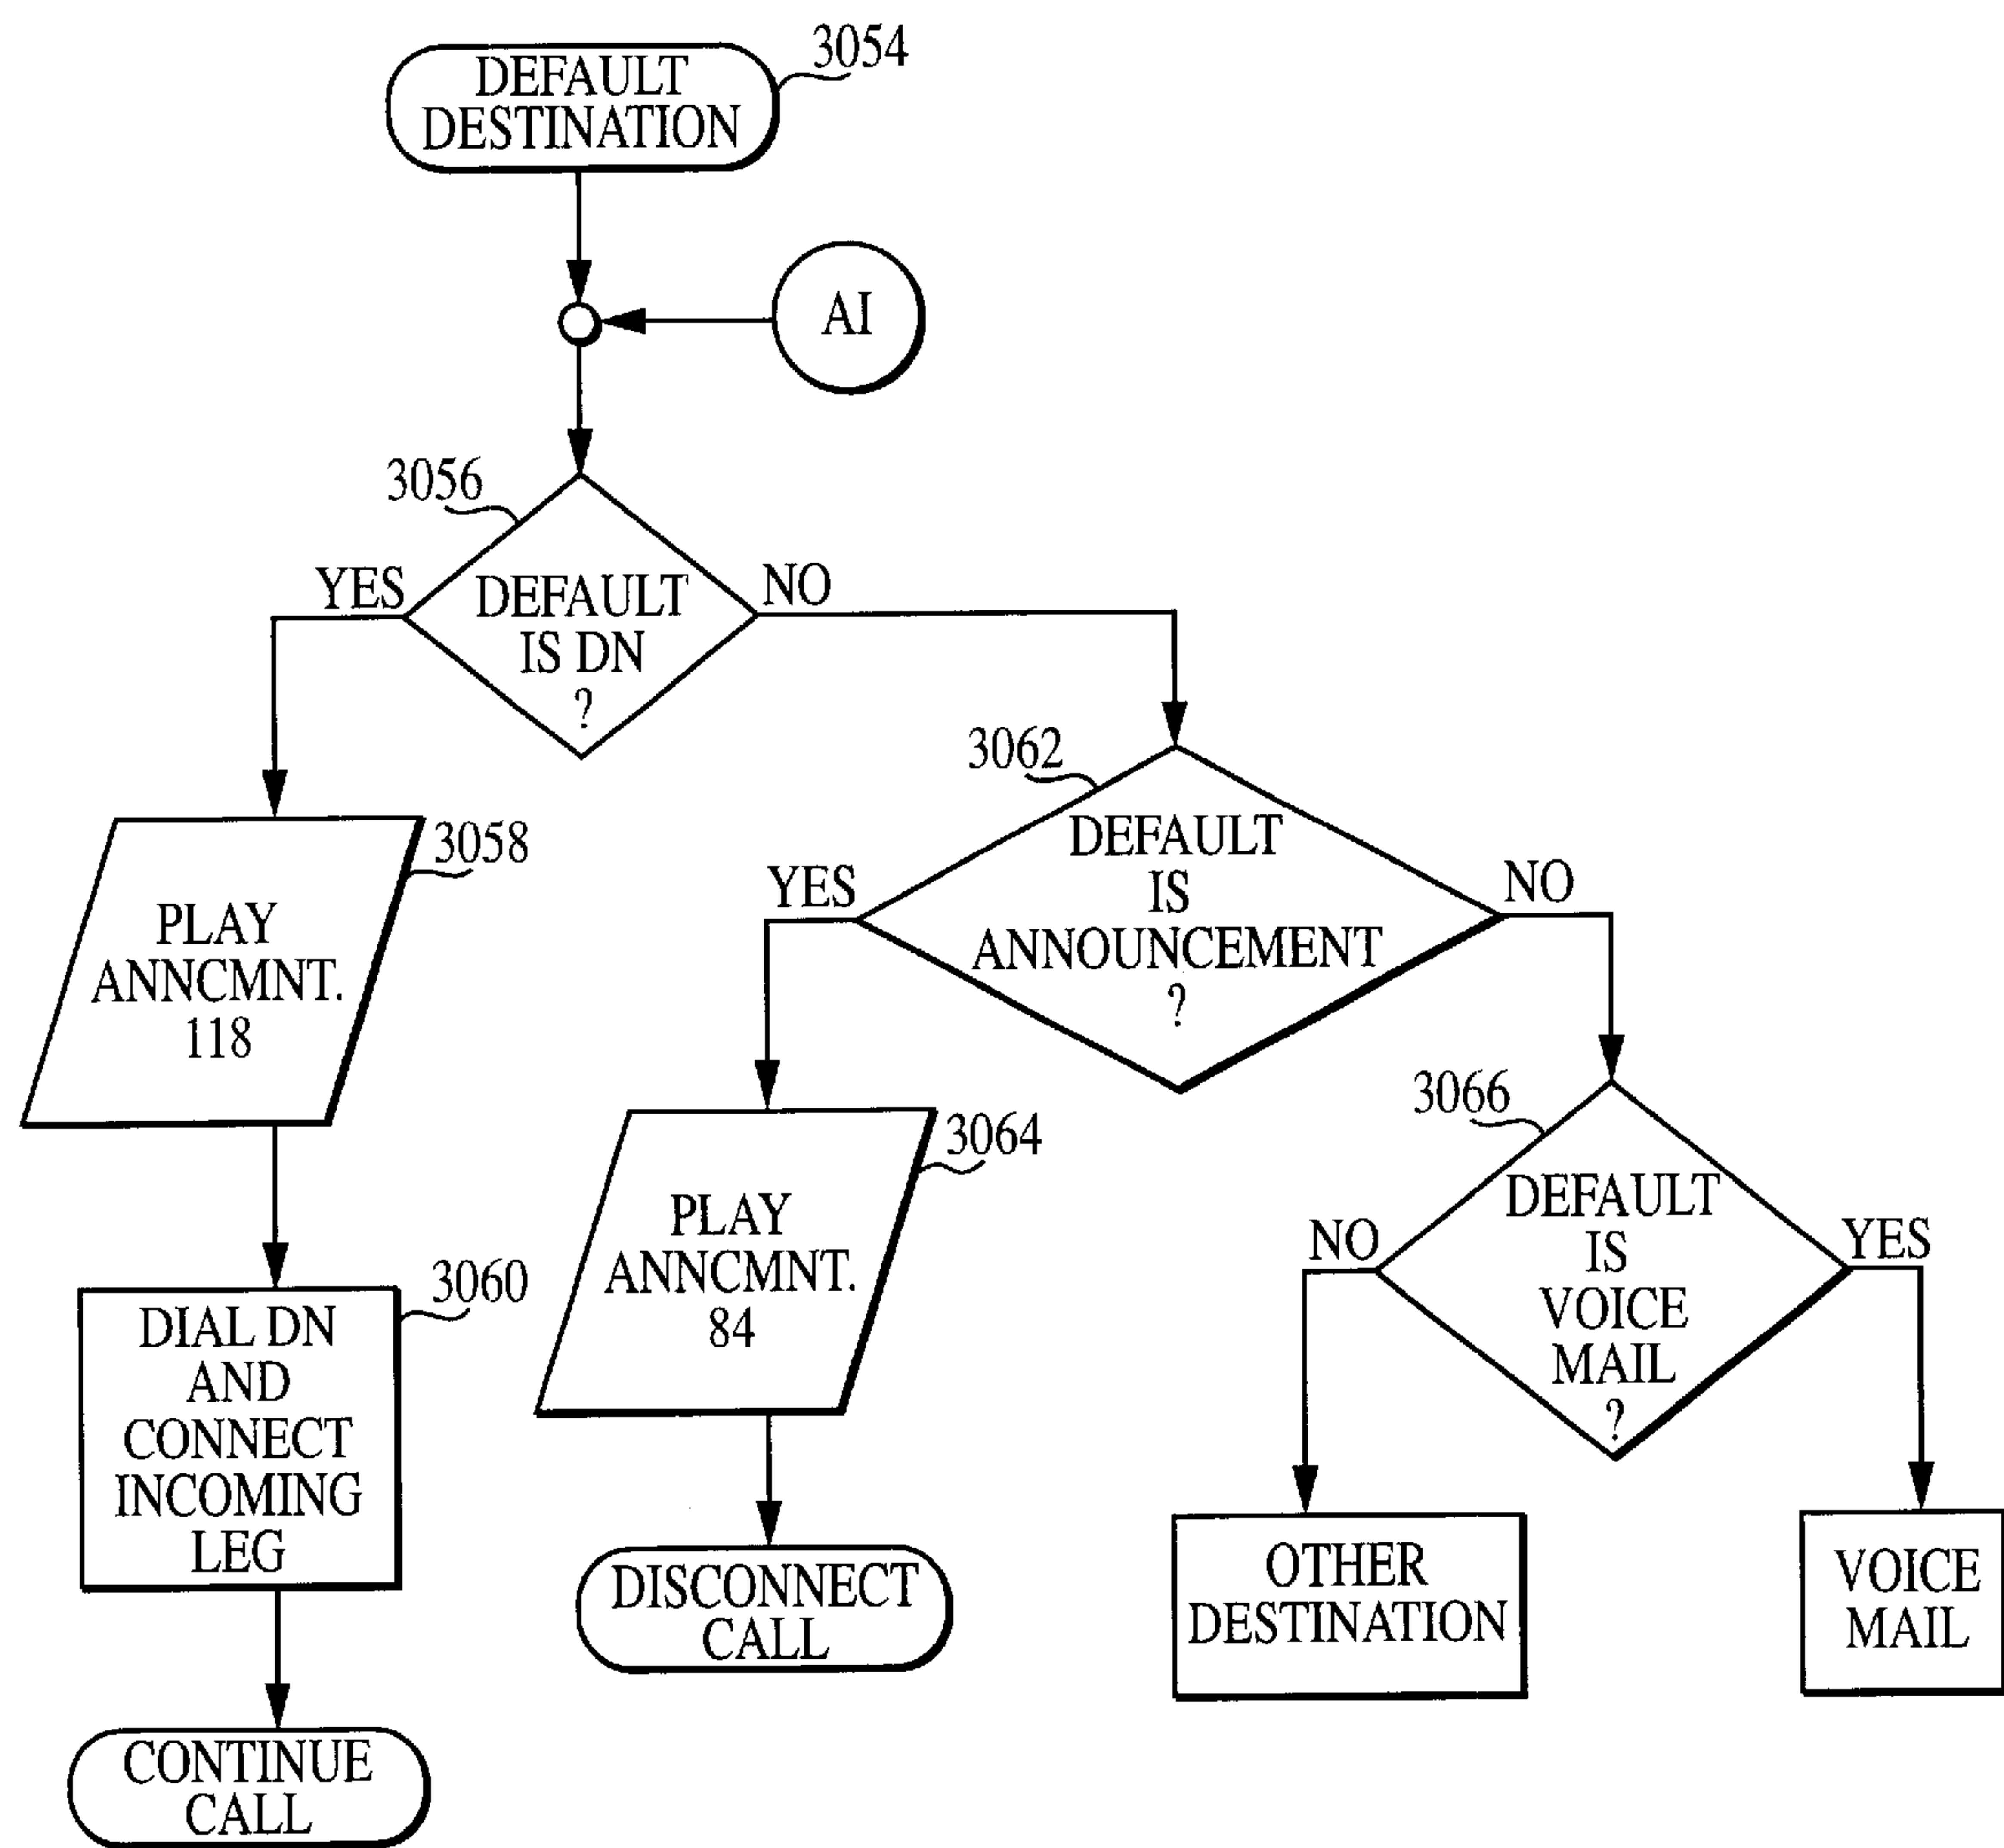 3054
DEFAULT
DESTINATION
AI
3056
YES
NO
DEFAULT
IS DN
?
3062
3058
DEFAULT
IS
ANNOUNCEMENT
?
YES
NO
PLAY
ANNCMNT.
118
3066
3064
DEFAULT
IS
VOICE
MAIL
?
NO
YES
PLAY
ANNCMNT.
84
3060
DIAL DN
AND
CONNECT
INCOMING
LEG
OTHER
DESTINATION
VOICE
MAIL
DISCONNECT
CALL
CONTINUE
CALL